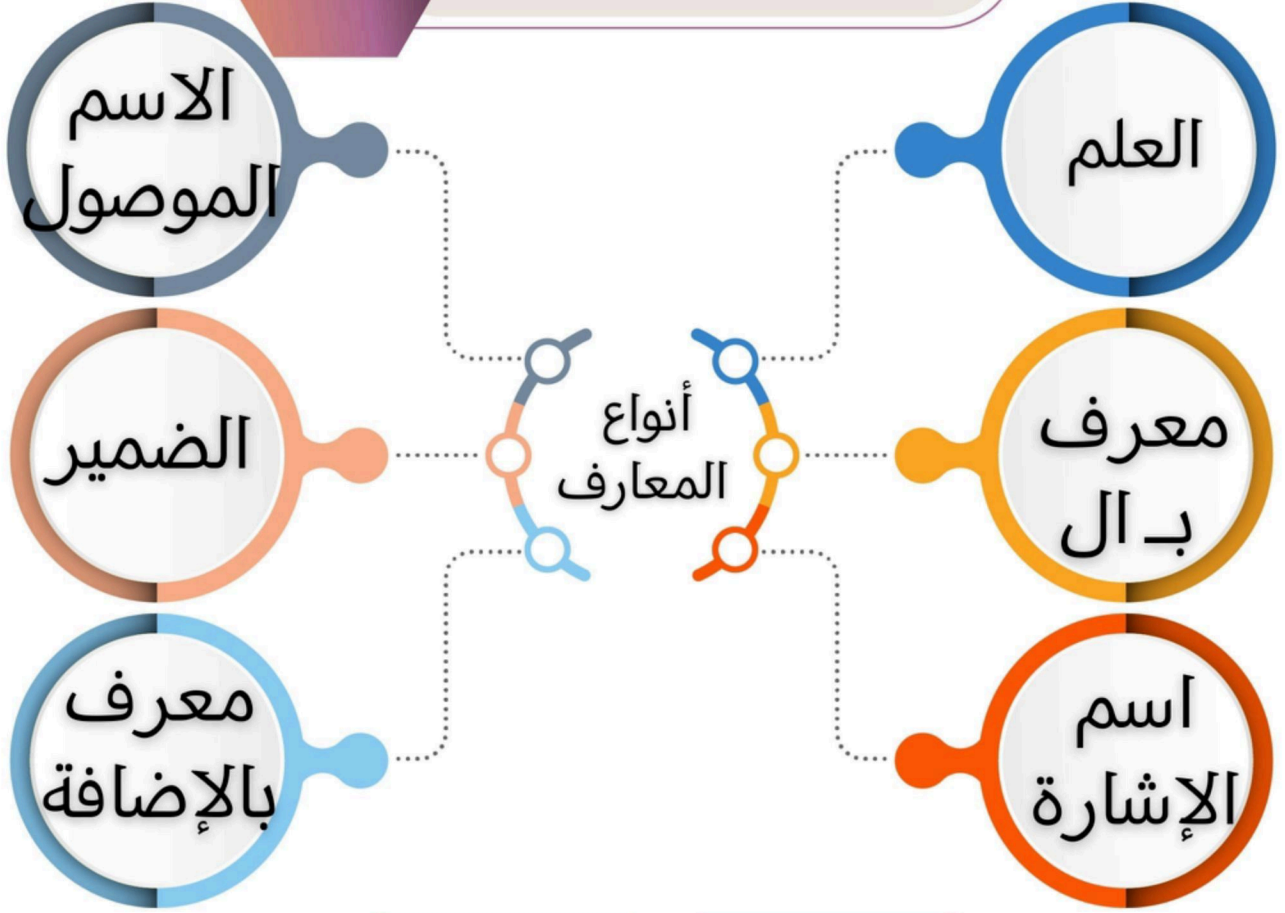 أنواع
المعارف
العلم
معرف
بـ ال
اسم
الإشارة
الاسم
الموصول
الضمير
معرف
بالإضافة